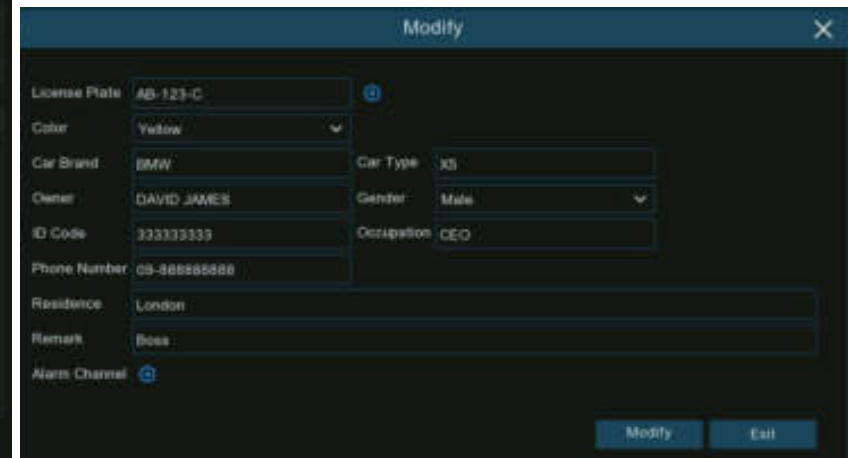 Modify
License Plate AB-123-C
Color Yellow
Car Brand BMW Car Type X5
Owner DAVID JAMES Gender Male
ID Code 333333333 Occupation CEO
Phone Number 09-888888888
Residence London
Remark Boss
Alarm Channel
Modify Exit